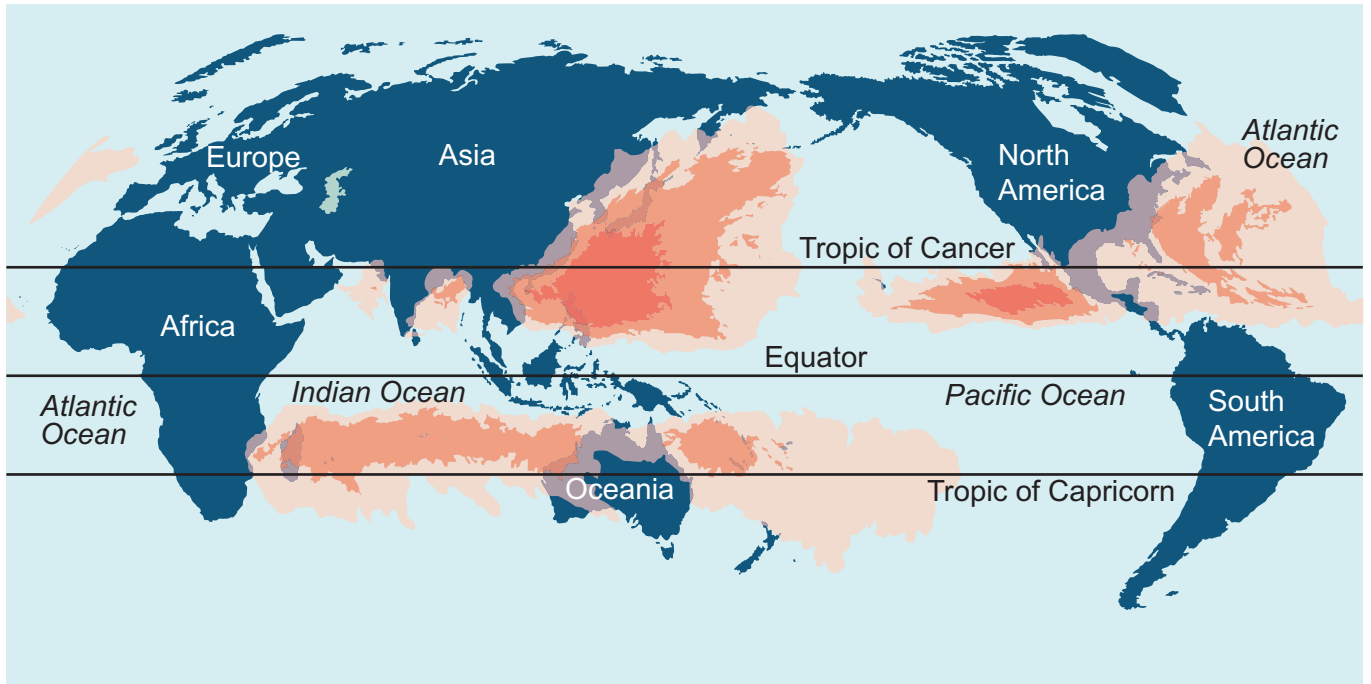 Europe
Asia
North
America
Atlantic
Ocean
Tropic of Cancer
Africa
Equator
Indian Ocean
Pacific Ocean
Atlantic
Ocean
South
America
Oceania
Tropic of Capricorn